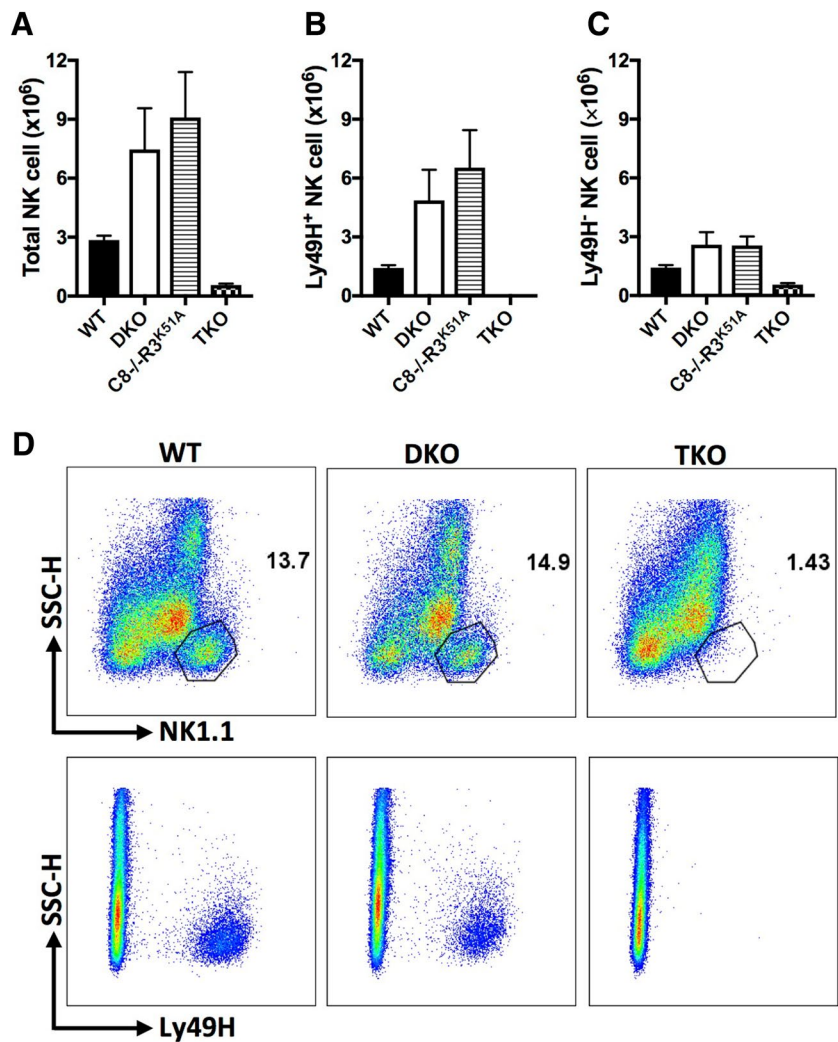 A
B
C
Total NK cell (x10⁶)
12
9
6
3
0
WT
DKO
C8-/-R3ᴷ⁵¹ᴬ
TKO
Ly49H⁺ NK cell (x10⁶)
12
9
6
3
0
WT
DKO
C8-/-R3ᴷ⁵¹ᴬ
TKO
Ly49H⁻ NK cell (×10⁶)
12
9
6
3
0
WT
DKO
C8-/-R3ᴷ⁵¹ᴬ
TKO
D
WT
DKO
TKO
SSC-H
13.7
14.9
1.43
NK1.1
SSC-H
Ly49H